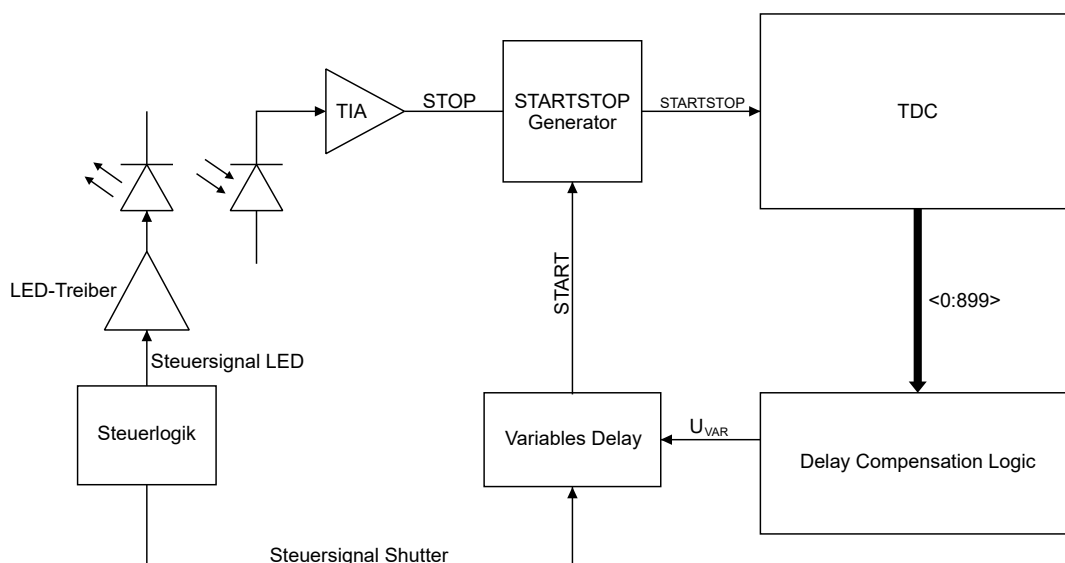 TIA
STOP
STARTSTOP
Generator
STARTSTOP
TDC
LED-Treiber
START
<0:899>
Steuersignal LED
Steuerlogik
Variables Delay
UVAR
Delay Compensation Logic
Steuersignal Shutter